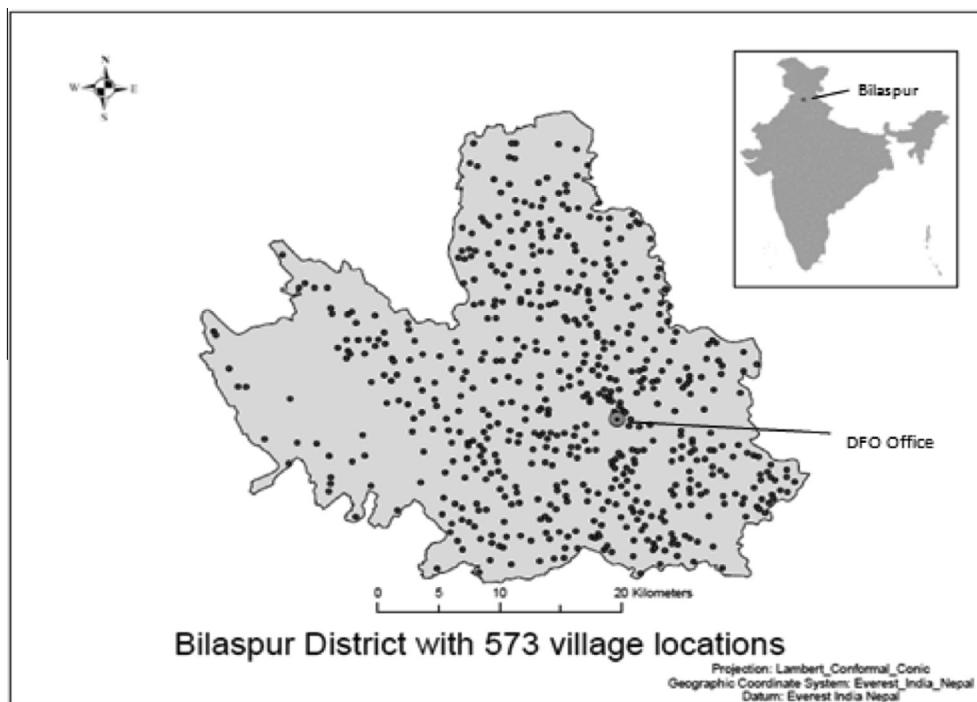 N
W E
S
Bilaspur
DFO Office
0 5 10 20 Kilometers
Bilaspur District with 573 village locations
Projection: Lambert_Conformal_Conic
Geographic Coordinate System: Everest_India_Nepal
Datum: Everest India Nepal